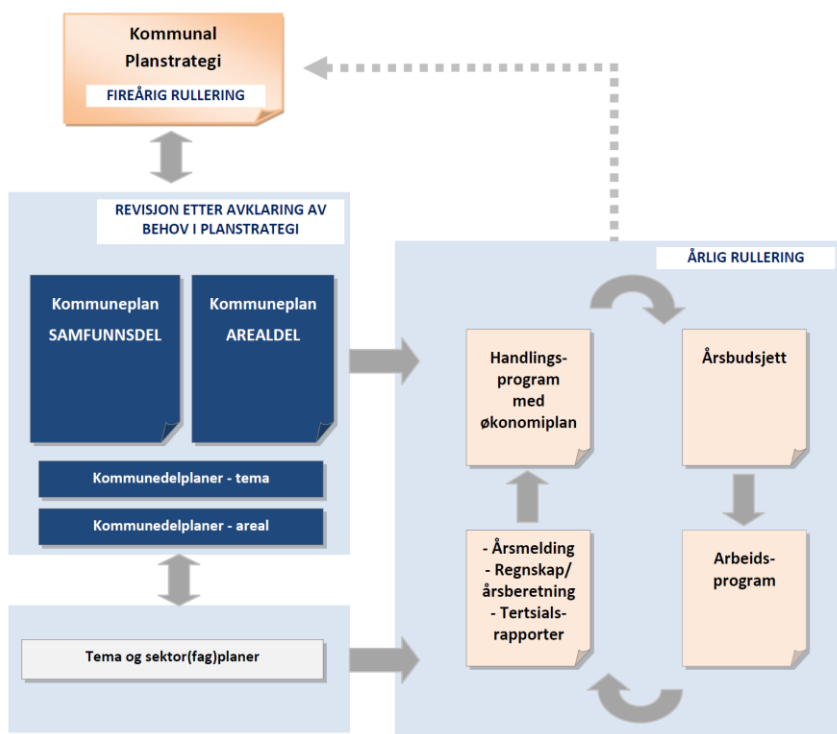 Kommunal
Planstrategi
FIREÅRIG RULLERING
REVISJON ETTER AVKLARING AV
BEHOV I PLANSTRATEGI
Kommuneplan
SAMFUNNSDEL
Kommuneplan
AREALDEL
Kommunedelplaner - tema
Kommunedelplaner - areal
Tema og sektor(fag)planer
ÅRLIG RULLERING
Handlings-
program
med
økonomiplan
Årsbudsjett
- Årsmelding
- Regnskap/
årsberetning
- Tertsials-
rapporter
Arbeids-
program